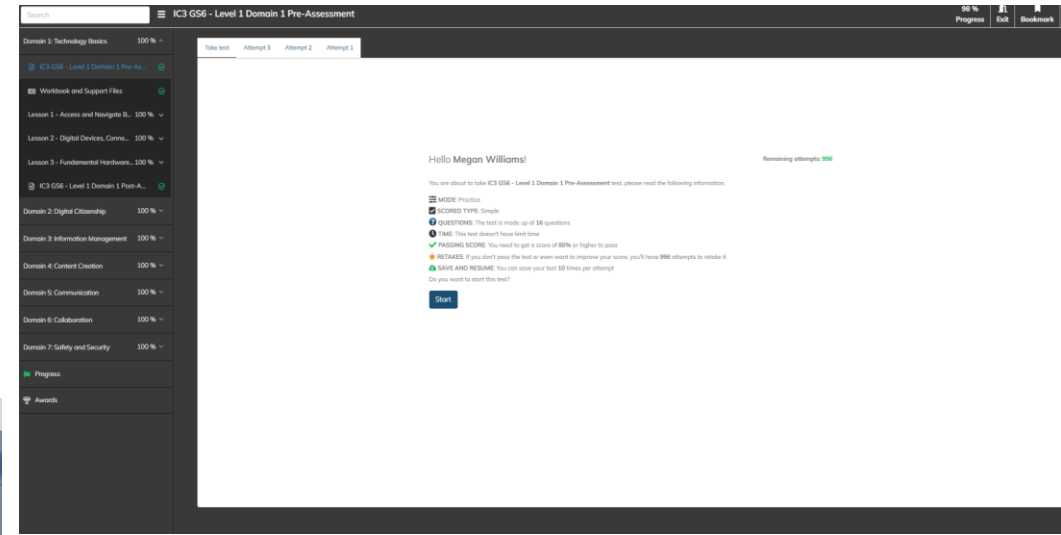 Search
IC3 GS6 - Level 1 Domain 1 Pre-Assessment
98 %
Progress
Exit
Bookmark
Domain 1: Technology Basics 100 %
IC3 GS6 - Level 1 Domain 1 Pre-As...
Workbook and Support Files
Lesson 1 - Access and Navigate B... 100 %
Lesson 2 - Digital Devices, Conne... 100 %
Lesson 3 - Fundamental Hardware... 100 %
IC3 GS6 - Level 1 Domain 1 Post-A...
Domain 2: Digital Citizenship 100 %
Domain 3: Information Management 100 %
Domain 4: Content Creation 100 %
Domain 5: Communication 100 %
Domain 6: Collaboration 100 %
Domain 7: Safety and Security 100 %
Progress
Awards
Take test Attempt 3 Attempt 2 Attempt 1
Hello Megan Williams!
Remaining attempts: 996
You are about to take IC3 GS6 - Level 1 Domain 1 Pre-Assessment test, please read the following information:
MODE: Practice
SCORED TYPE: Simple
QUESTIONS: The test is made up of 16 questions
TIME: This test doesn't have limit time
PASSING SCORE: You need to get a score of 80% or higher to pass
RETAKES: If you don't pass the test or even want to improve your score, you'll have 996 attempts to retake it
SAVE AND RESUME: You can save your test 10 times per attempt
Do you want to start this test?
Start